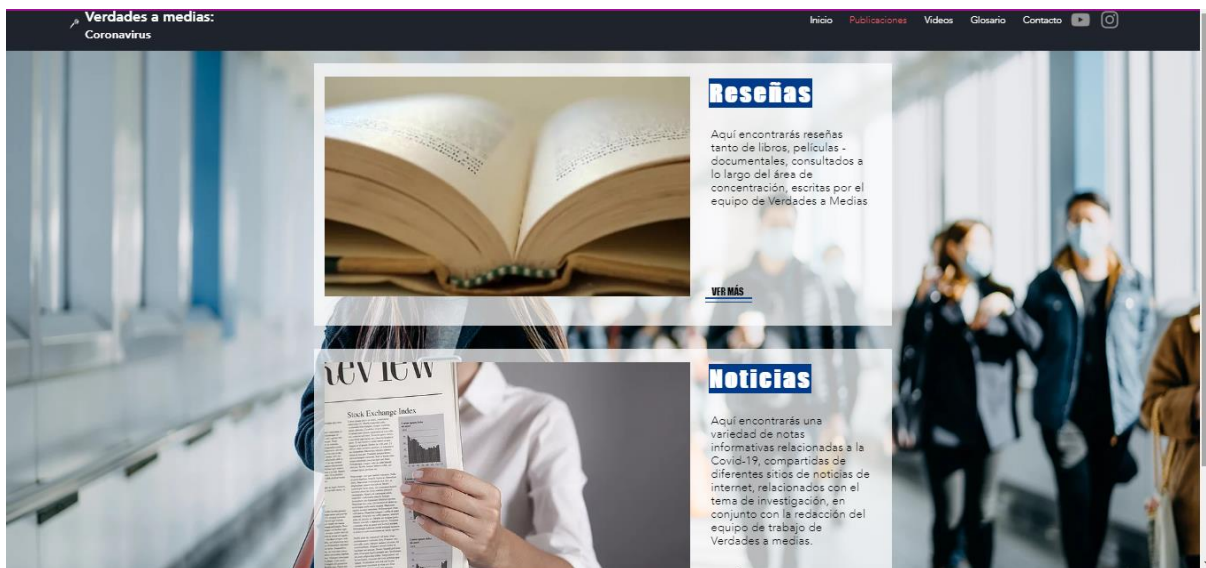 Verdades a medias:
Coronavirus
Inicio Publicaciones Videos Glosario Contacto
Reseñas
Aquí encontrarás reseñas
tanto de libros, películas -
documentales, consultados a
lo largo del área de
concentración, escritas por el
equipo de Verdades a Medias
VER MÁS
Review
Stock Exchange Index
Noticias
Aquí encontrarás una
variedad de notas
informativas relacionadas a la
Covid-19, compartidas de
diferentes sitios de noticias de
internet, relacionados con el
tema de investigación, en
conjunto con la redacción del
equipo de trabajo de
Verdades a medias.